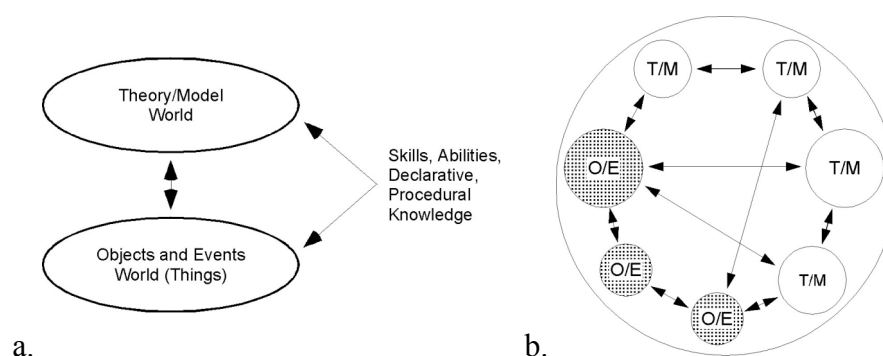 Theory/Model
World
Skills, Abilities,
Declarative,
Procedural
Knowledge
Objects and Events
World (Things)
a.
T/M
T/M
O/E
T/M
O/E
T/M
O/E
b.